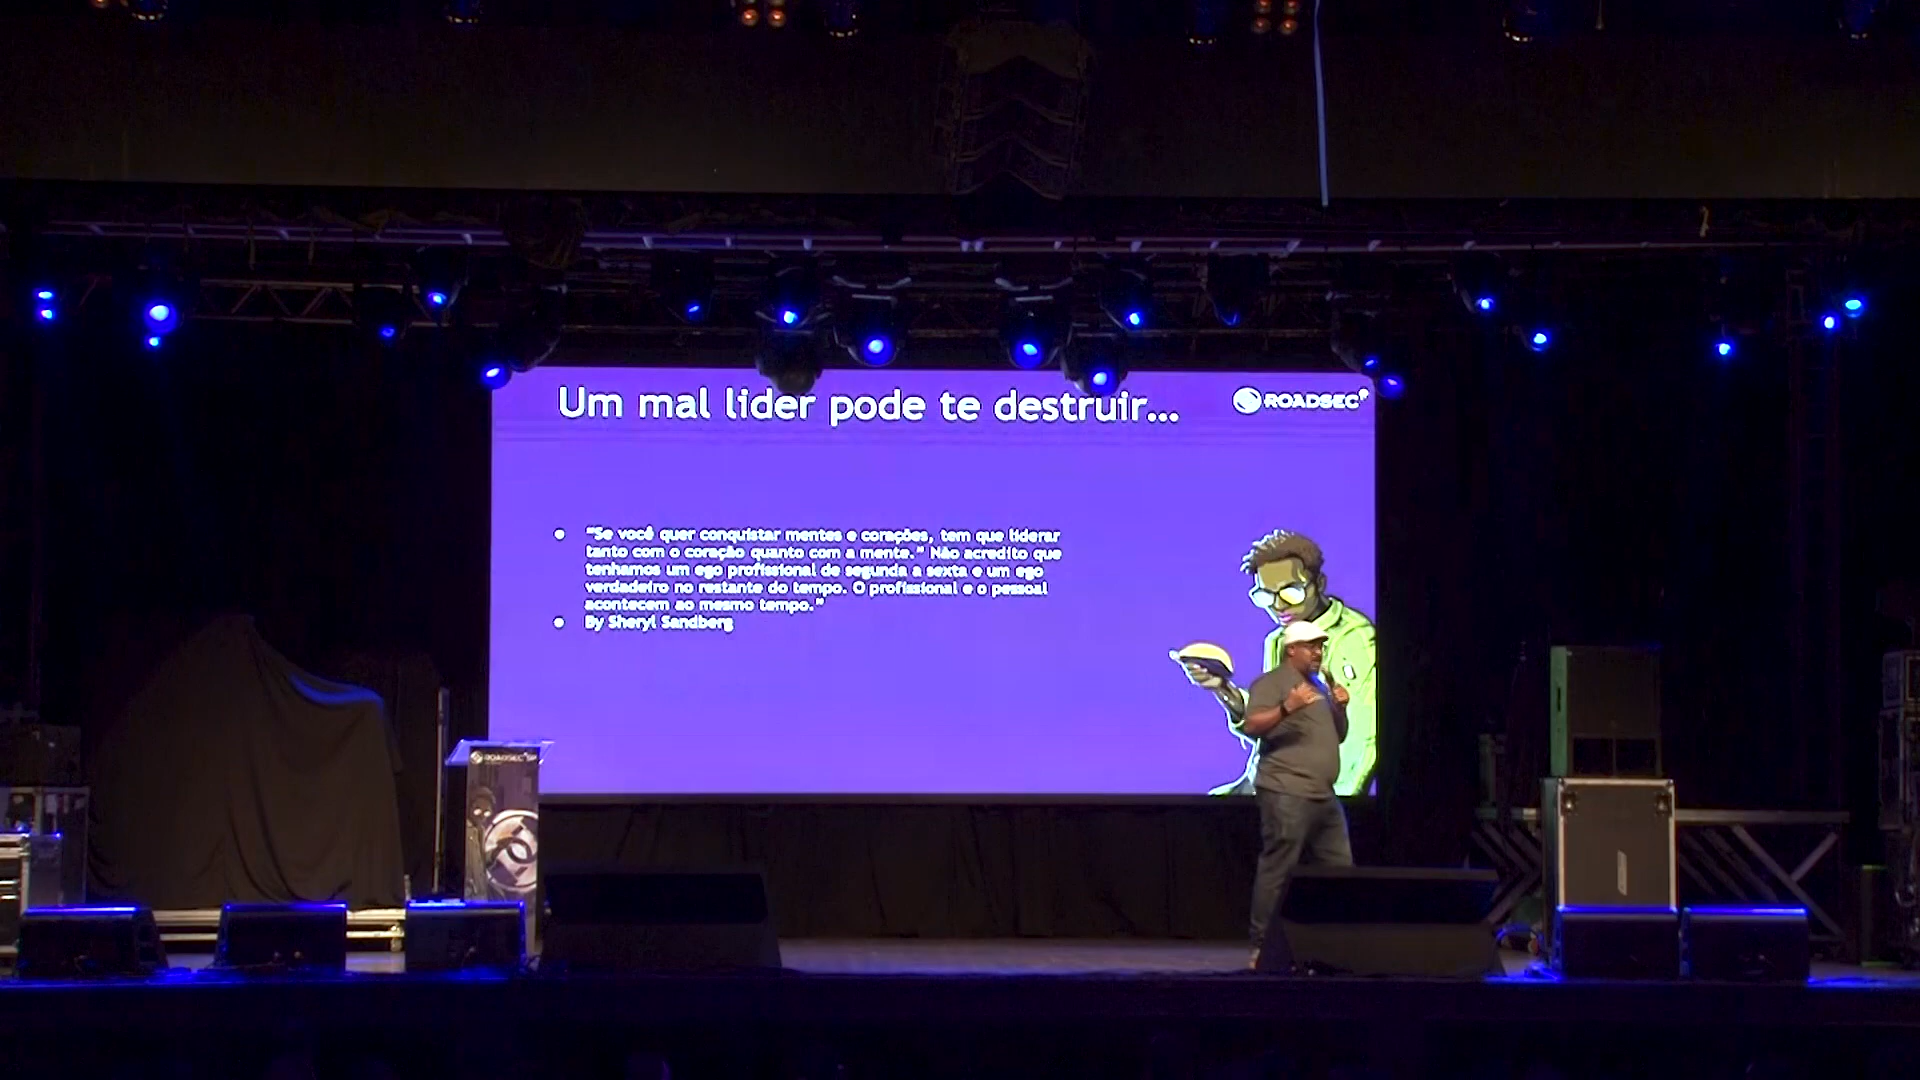 Um mal lider pode te destruir...
ROADSEC
"Se você quer conquistar mentes e corações, tem que liderar
tanto com o coração quanto com a mente." Não acredito que
tenhamos um ego profissional de segunda a sexta e um ego
verdadeiro no restante do tempo. O profissional e o pessoal
acontecem ao mesmo tempo."
By Sheryl Sandberg
ROADSEC SP